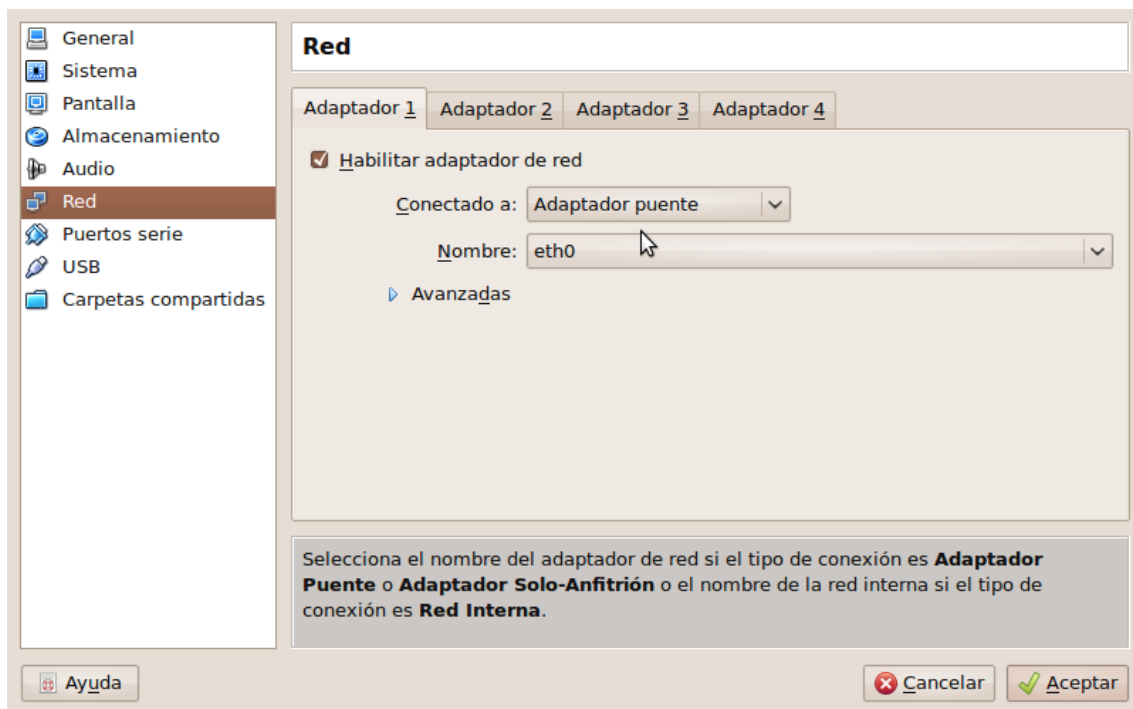 General
Sistema
Pantalla
Almacenamiento
Audio
Red
Puertos serie
USB
Carpetas compartidas
Red
Adaptador 1 Adaptador 2 Adaptador 3 Adaptador 4
Habilitar adaptador de red
Conectado a: Adaptador puente
Nombre: eth0
Avanzadas
Selecciona el nombre del adaptador de red si el tipo de conexión es Adaptador
Puente o Adaptador Solo-Anfitrión o el nombre de la red interna si el tipo de
conexión es Red Interna.
Ayuda Cancelar Aceptar